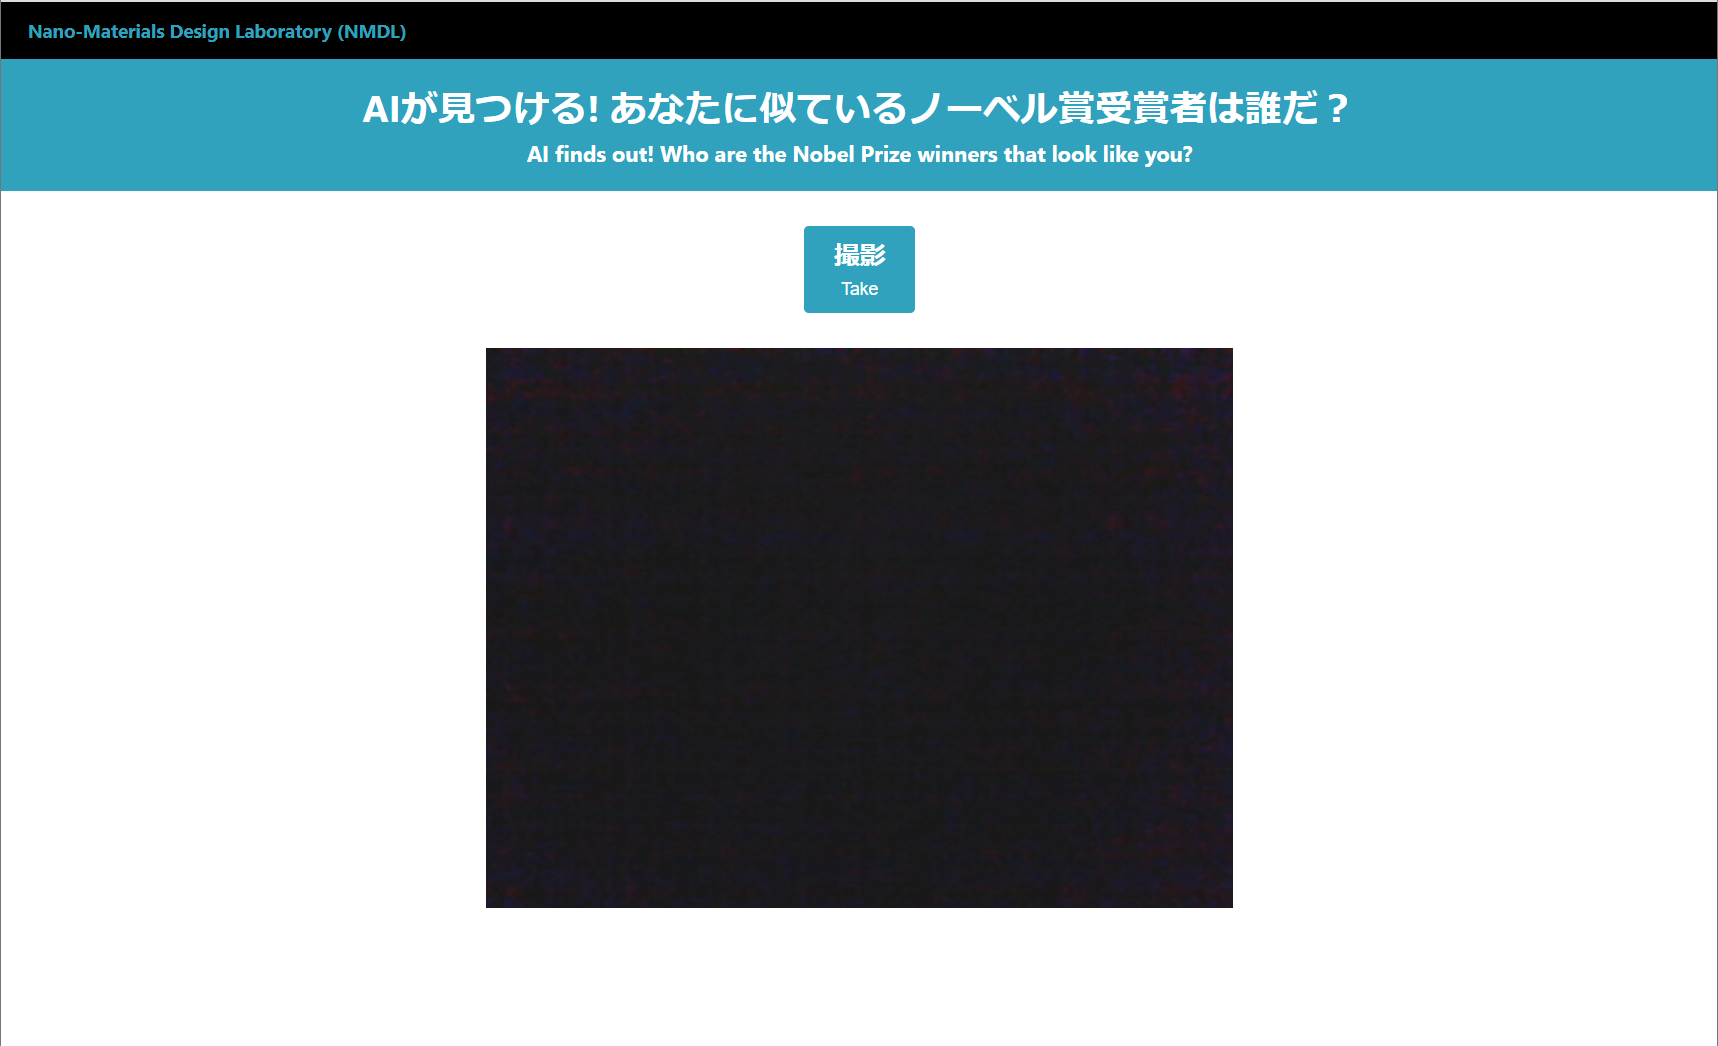 Nano-Materials Design Laboratory (NMDL)
AIが見つける! あなたに似ているノーベル賞受賞者は誰だ？
AI finds out! Who are the Nobel Prize winners that look like you?
撮影
Take